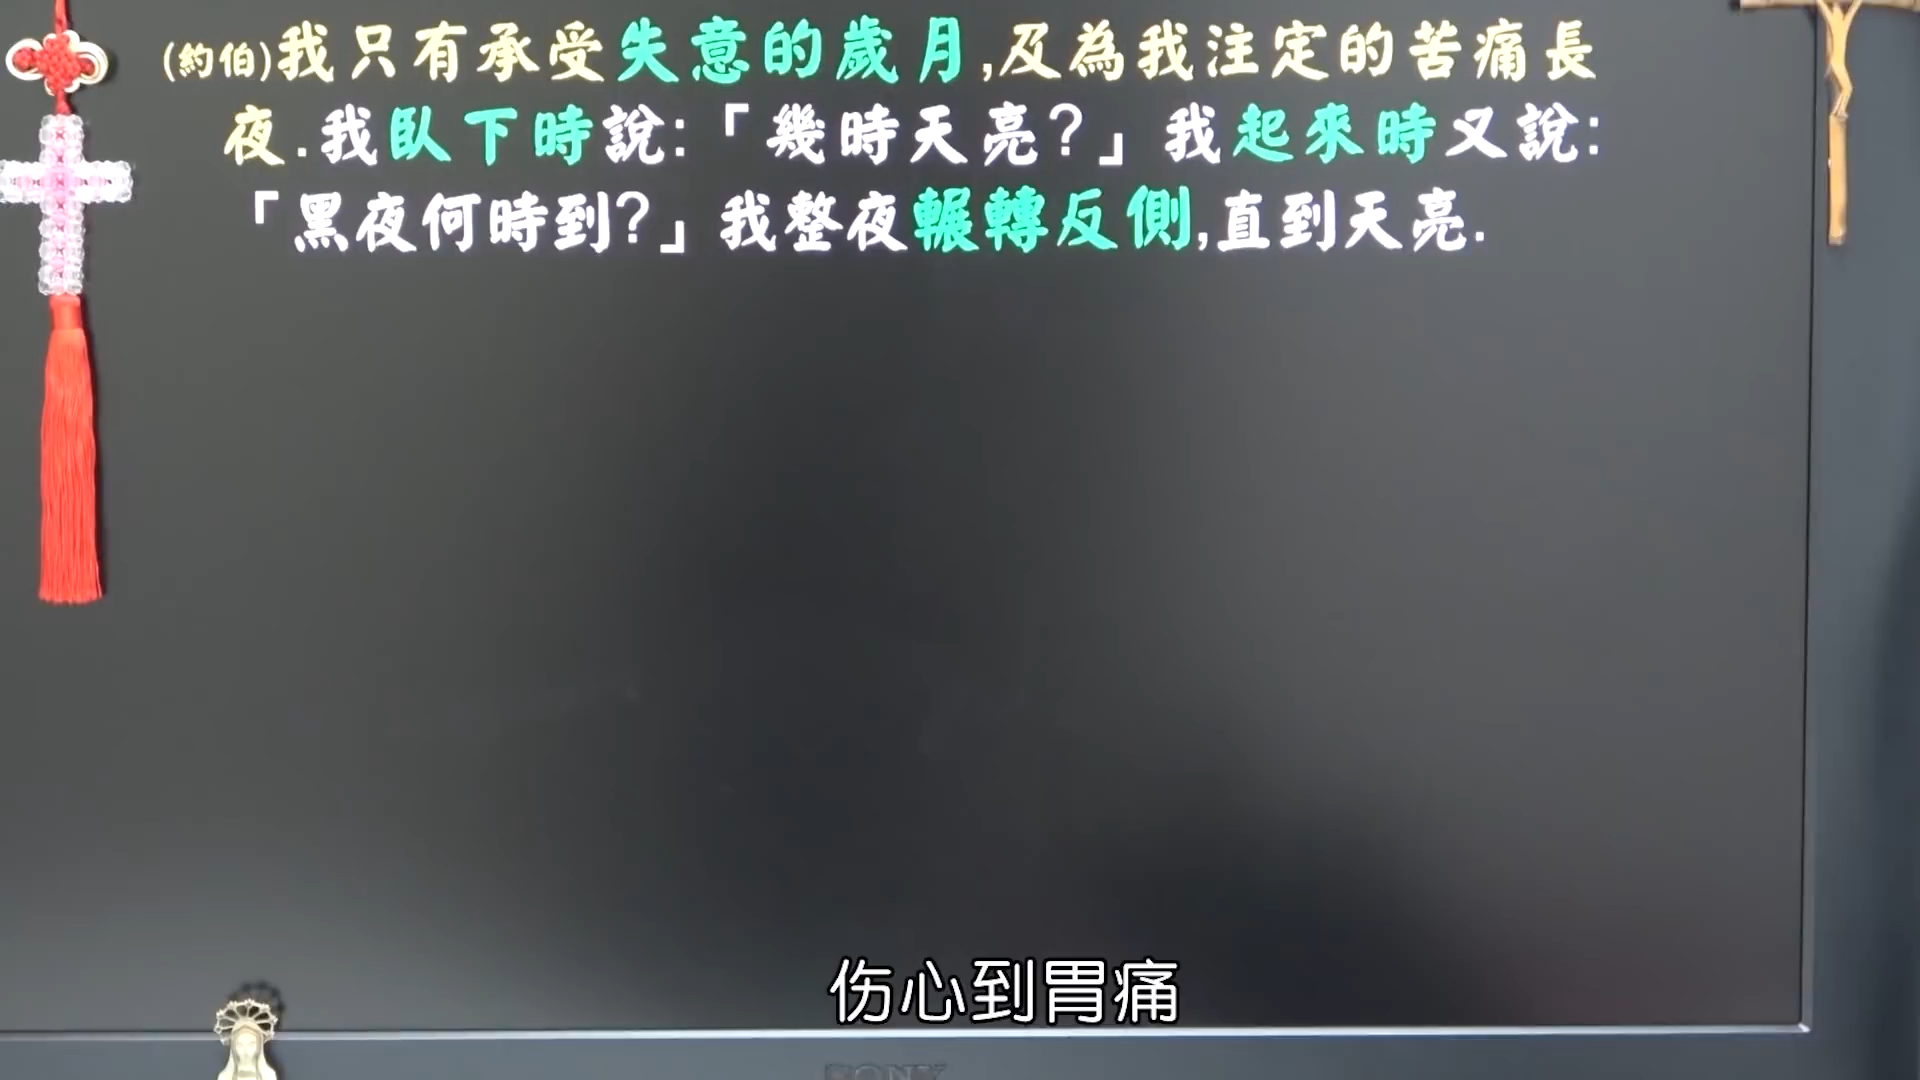 (約伯)我只有承受失意的歲月,及為我注定的苦痛長
夜.我臥下時說:「幾時天亮?」我起來時又說:
「黑夜何時到?」我整夜輾轉反側,直到天亮.
伤心到胃痛
SONY